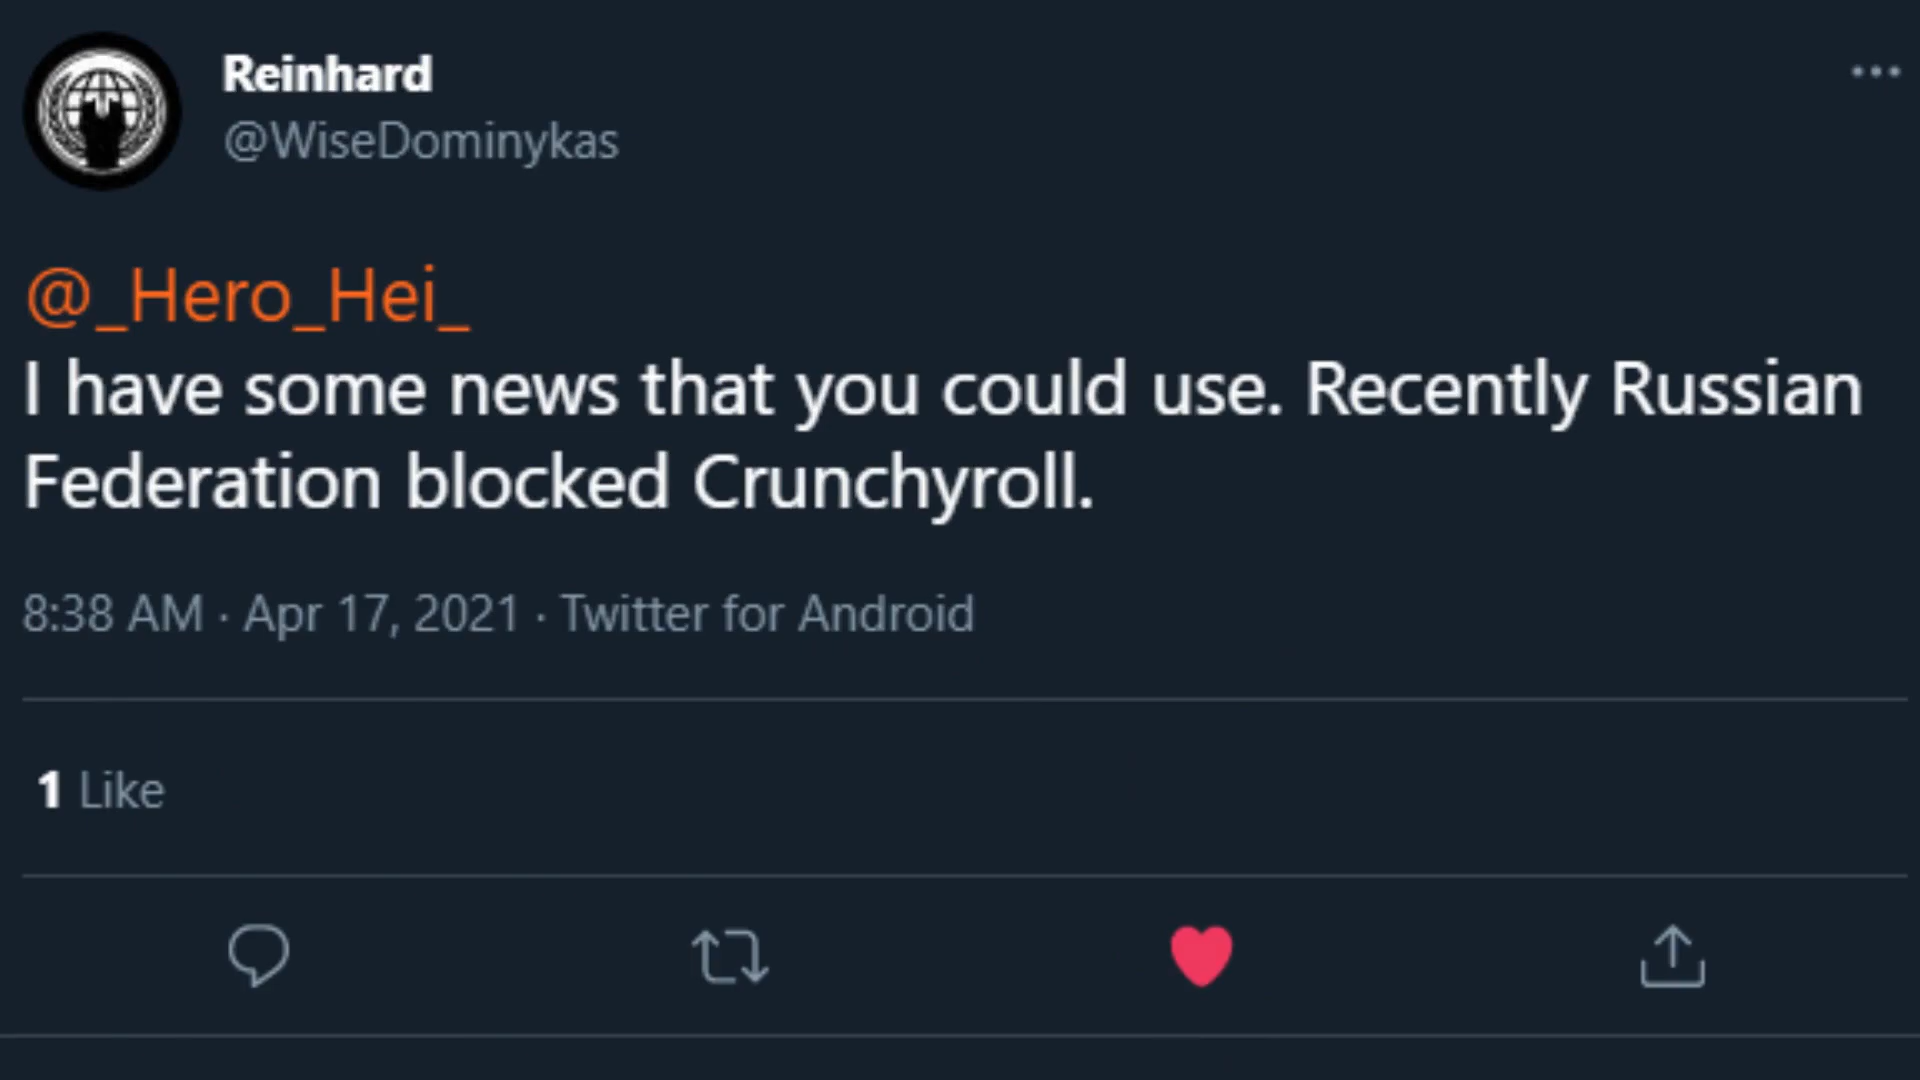 Reinhard
@WiseDominykas
@_Hero_Hei_
I have some news that you could use. Recently Russian
Federation blocked Crunchyroll.
8:38 AM · Apr 17, 2021 · Twitter for Android
1 Like